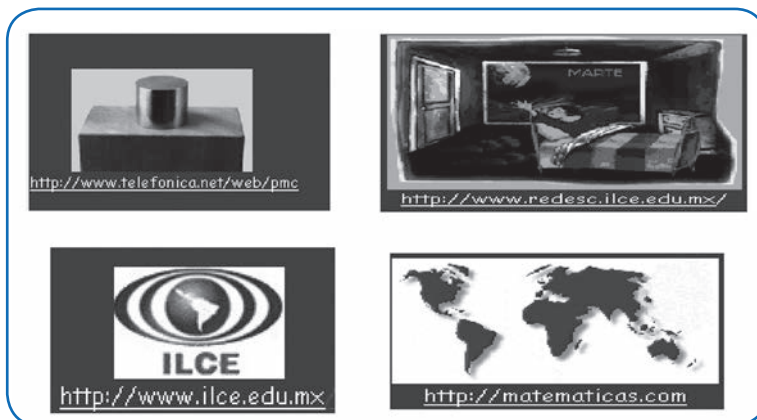 http://www.telefonica.net/web/pmc
MARTE
http://www.redesc.ilce.edu.mx/
ILCE
http://www.ilce.edu.mx
http://matematicas.com